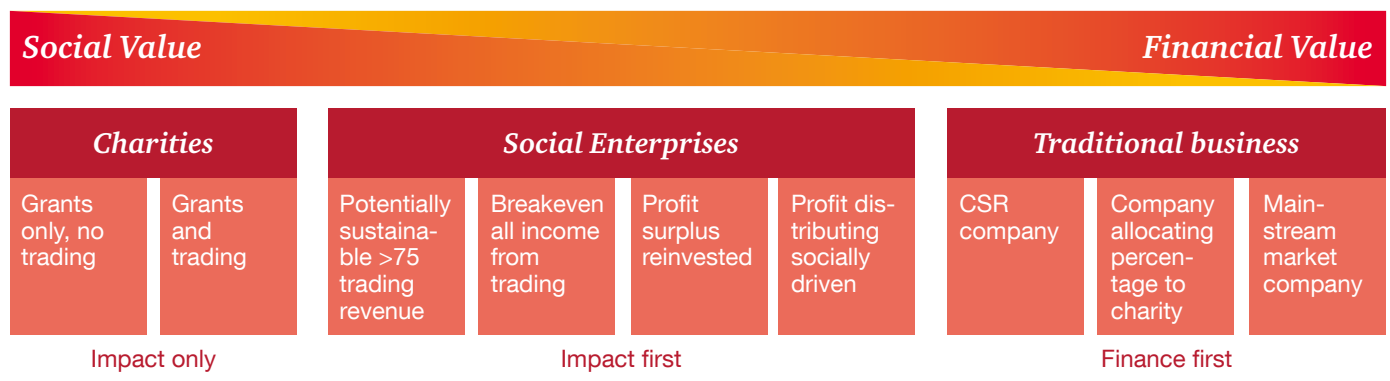 Social Value
Financial Value
Charities
Social Enterprises
Traditional business
Grants
only, no
trading
Grants
and
trading
Potentially
sustaina-
ble >75
trading
revenue
Breakeven
all income
from
trading
Profit
surplus
reinvested
Profit dis-
tributing
socially
driven
CSR
company
Company
allocating
percen-
tage to
charity
Main-
stream
market
company
Impact only
Impact first
Finance first